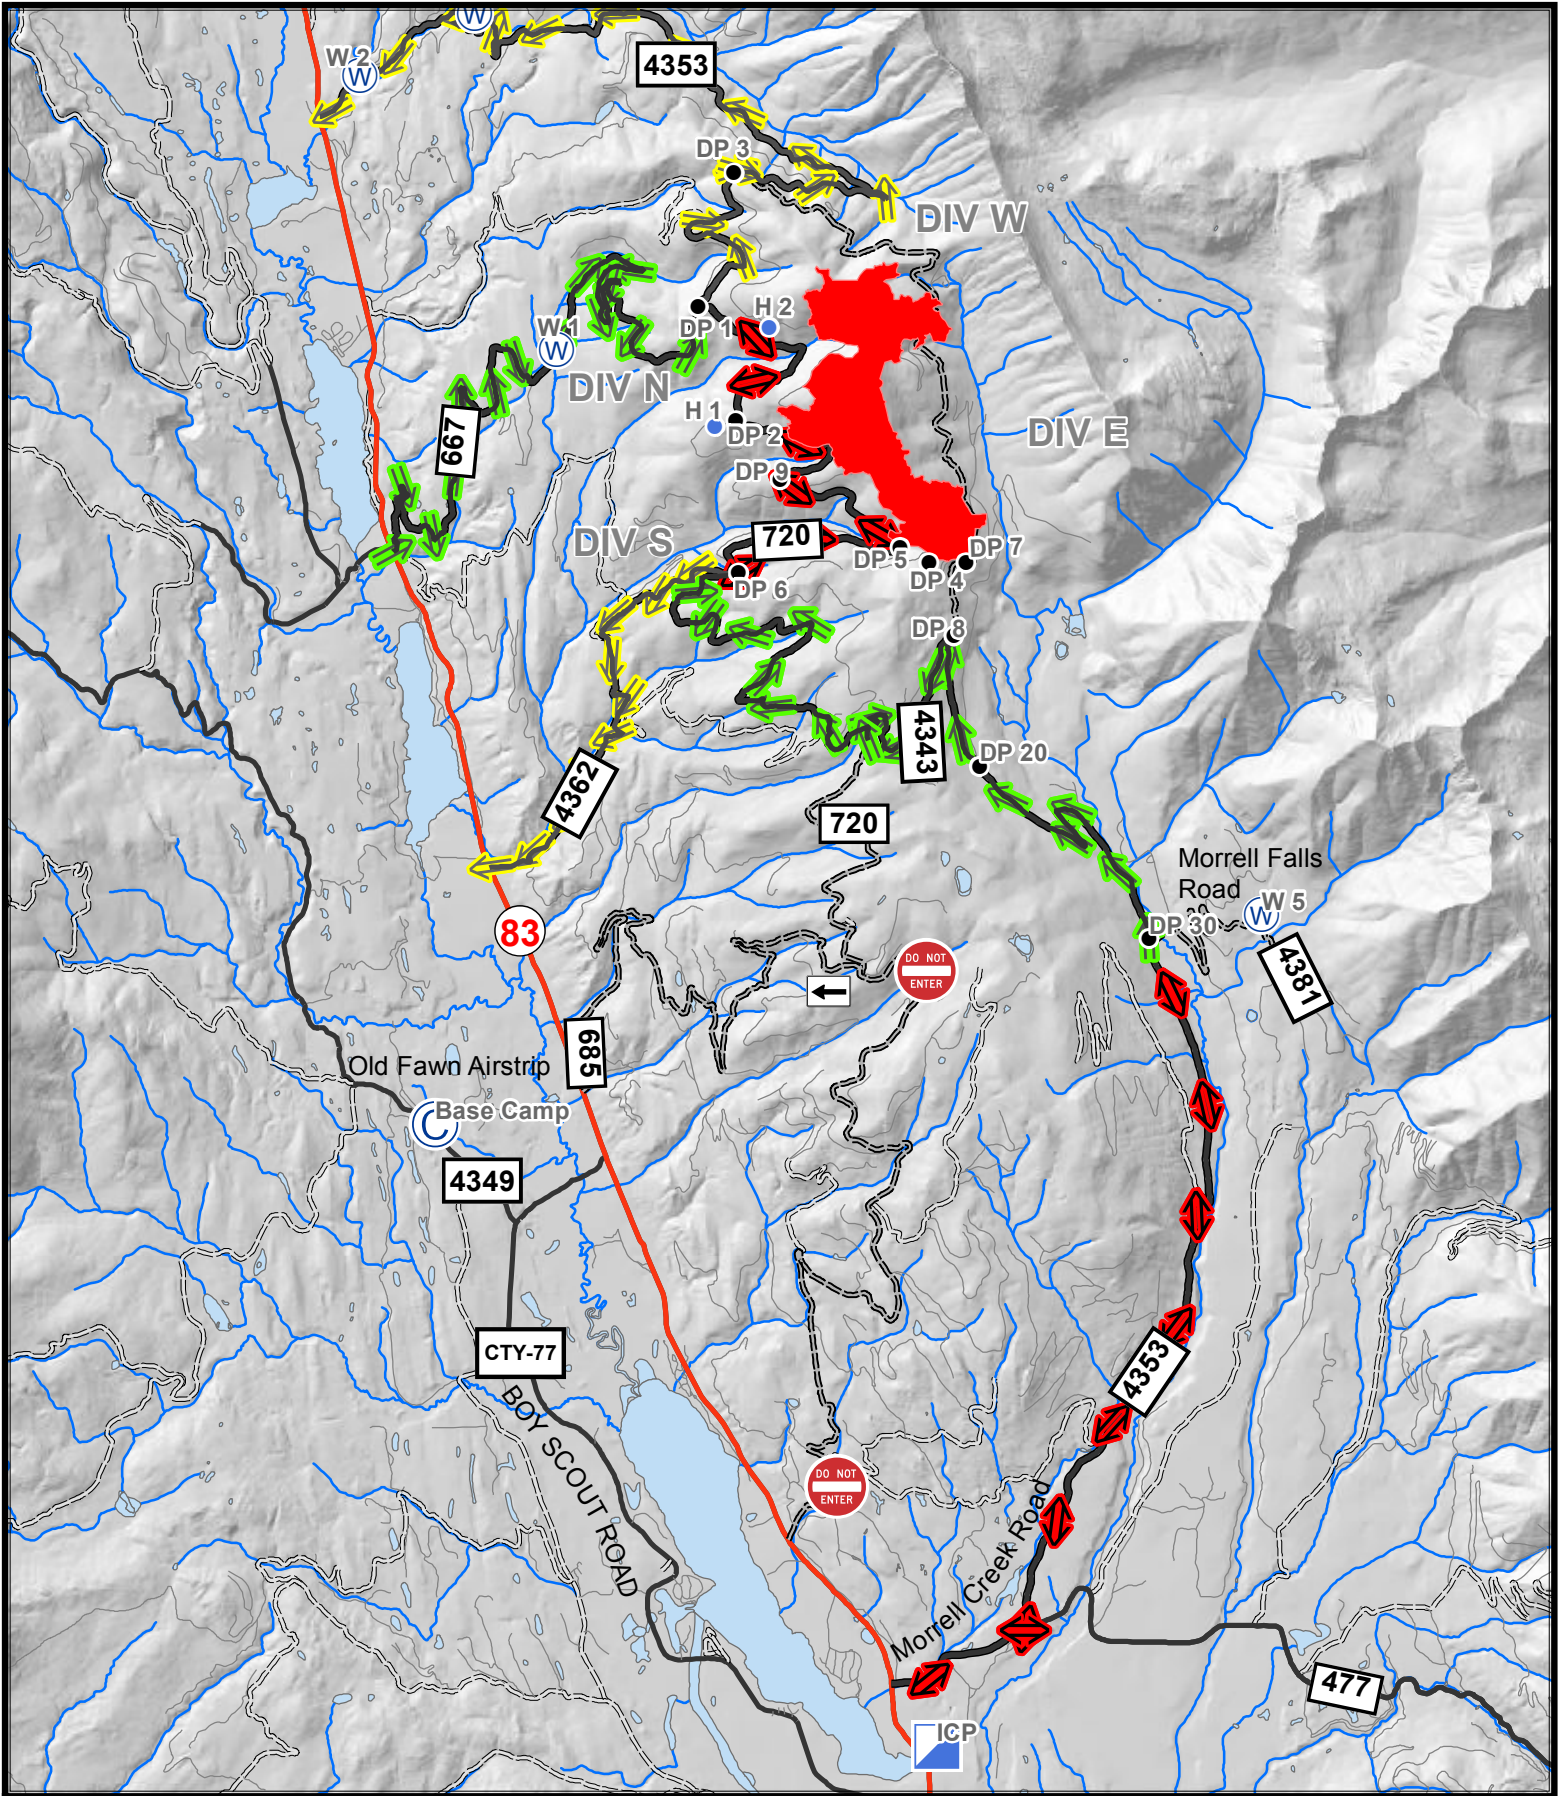 W
W 2
W
4353
DP 3
DIV W
H 2
DP 1
W 1
W
DIV N
H 1
DP 2
DIV E
667
DP 9
DIV S
720
DP 5
DP 7
DP 4
DP 6
DP 8
4343
DP 20
4362
720
Morrell Falls
Road
W
W 5
DP 30
83
DO NOT
ENTER
4381
685
Old Fawn Airstrip
C
Base Camp
4349
CTY-77
4353
BOY SCOUT ROAD
DO NOT
ENTER
Morrell Creek Road
477
ICP